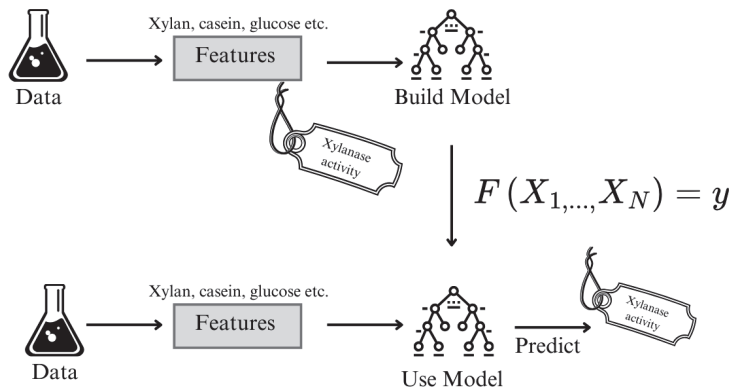 Xylan, casein, glucose etc.
Features
Data
Build Model
Xylanase
activity
F (X1,..., XN) = y
Xylan, casein, glucose etc.
Features
Xylanase
activity
Predict
Data
Use Model